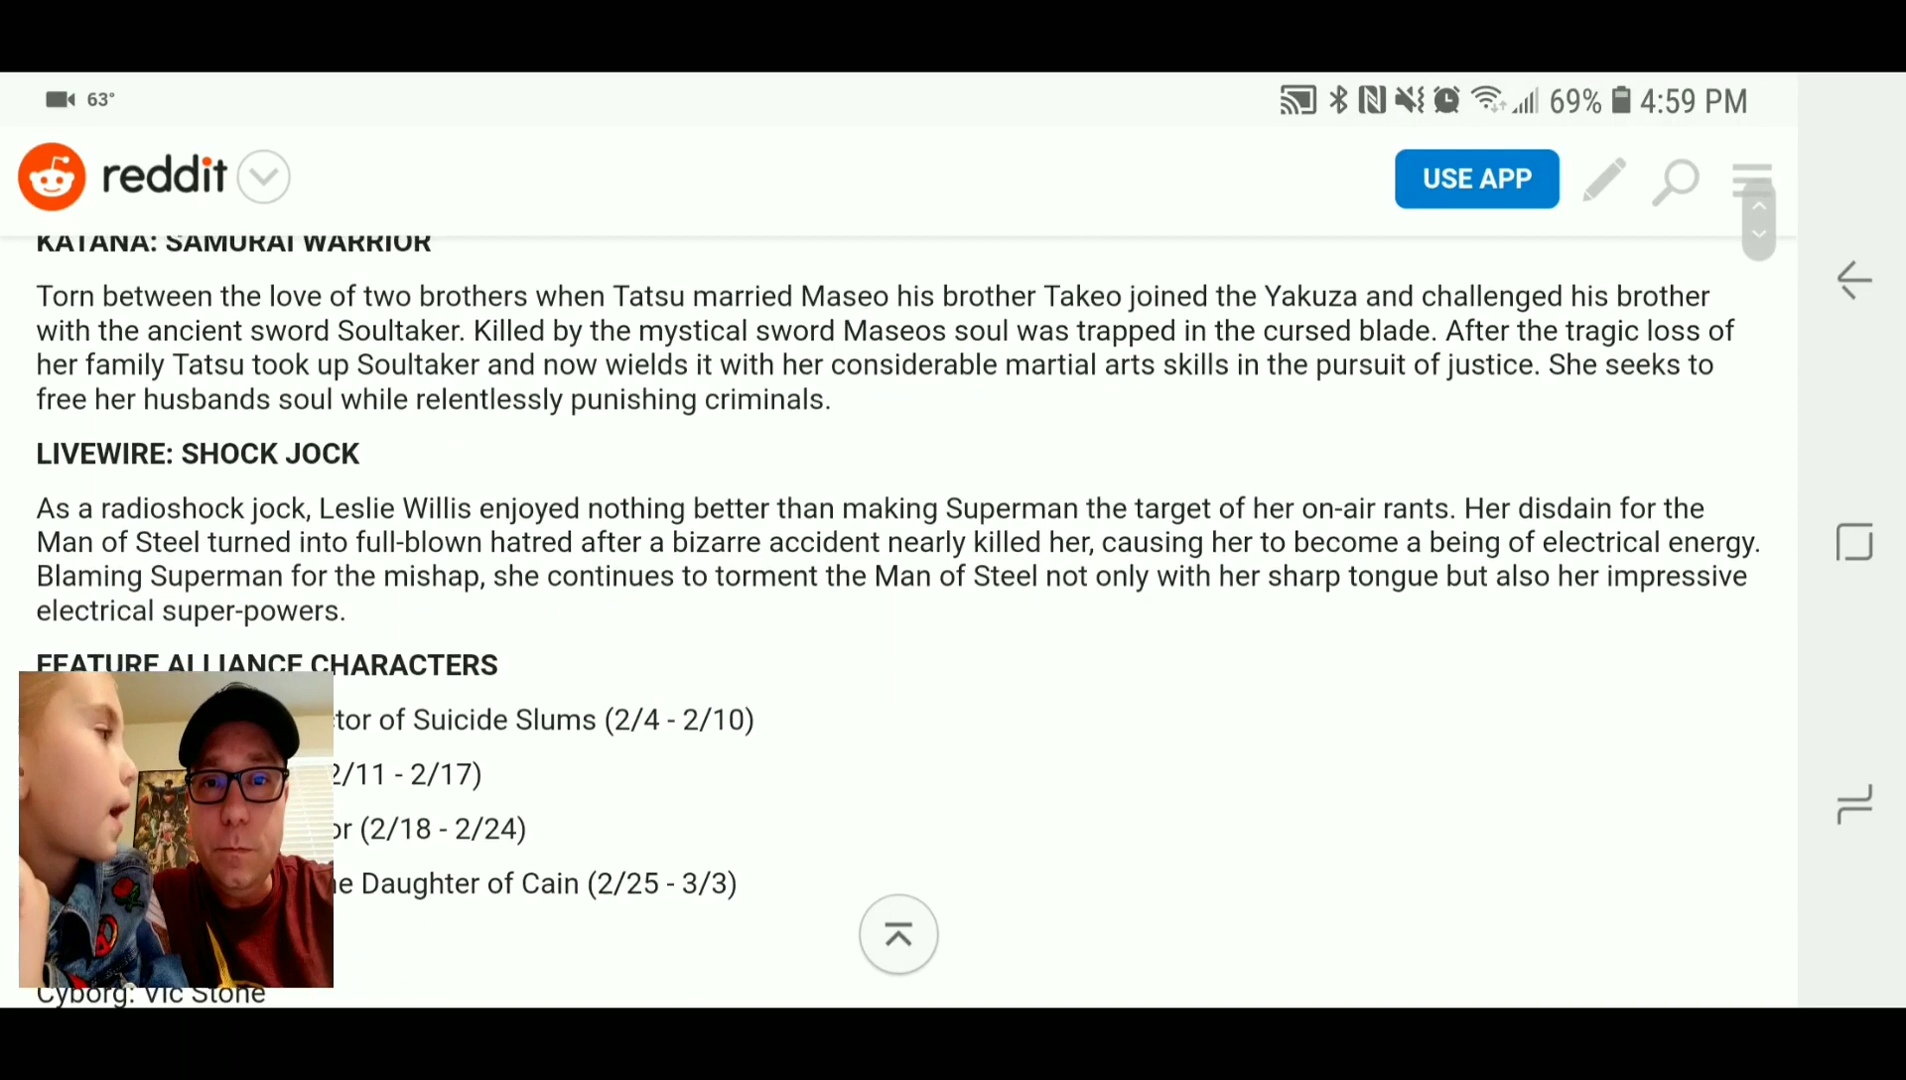 63°
69% 4:59 PM
reddit
USE APP
KATANA: SAMURAI WARRIOR
Torn between the love of two brothers when Tatsu married Maseo his brother Takeo joined the Yakuza and challenged his brother
with the ancient sword Soultaker. Killed by the mystical sword Maseos soul was trapped in the cursed blade. After the tragic loss of
her family Tatsu took up Soultaker and now wields it with her considerable martial arts skills in the pursuit of justice. She seeks to
free her husbands soul while relentlessly punishing criminals.
LIVEWIRE: SHOCK JOCK
As a radioshock jock, Leslie Willis enjoyed nothing better than making Superman the target of her on-air rants. Her disdain for the
Man of Steel turned into full-blown hatred after a bizarre accident nearly killed her, causing her to become a being of electrical energy.
Blaming Superman for the mishap, she continues to torment the Man of Steel not only with her sharp tongue but also her impressive
electrical super-powers.
FEATURE ALLIANCE CHARACTERS
tor of Suicide Slums (2/4 - 2/10)
2/11 - 2/17)
or (2/18 - 2/24)
he Daughter of Cain (2/25 - 3/3)
Cyborg: Vic Stone